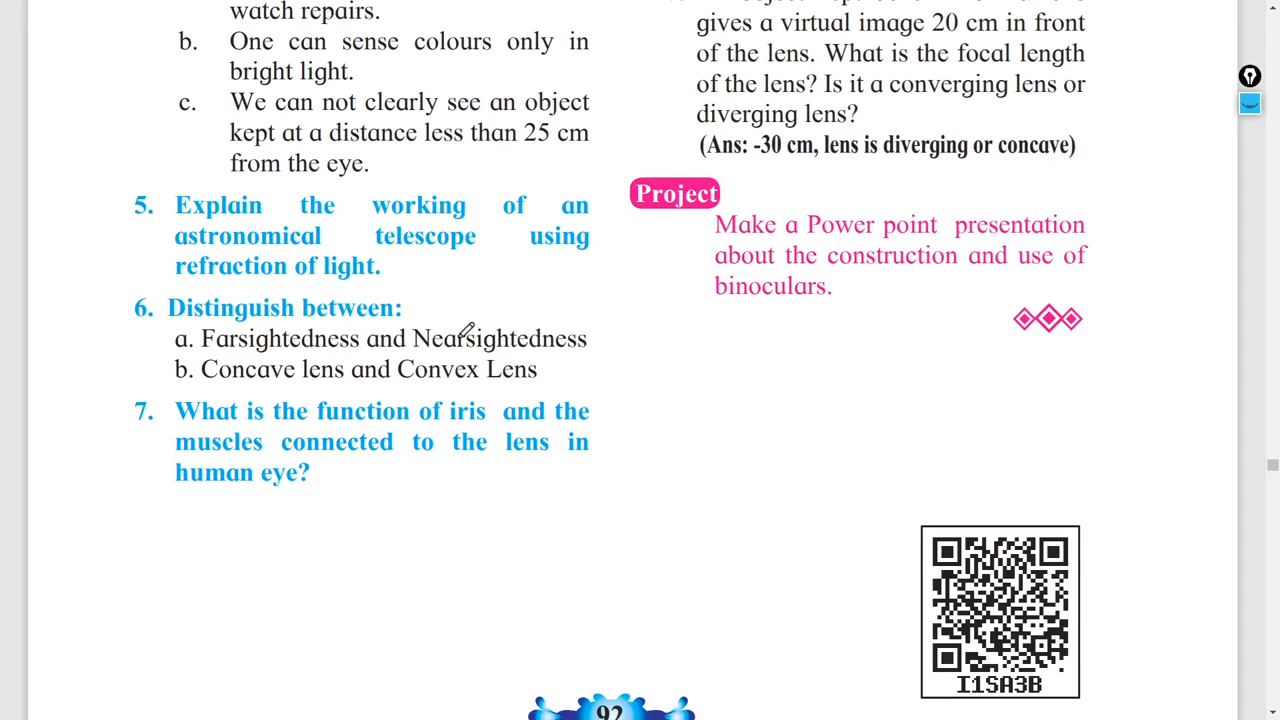 watch repairs.
b. One can sense colours only in
bright light.
c. We can not clearly see an object
kept at a distance less than 25 cm
from the eye.
5. Explain the working of an
astronomical telescope using
refraction of light.
6. Distinguish between:
a. Farsightedness and Nearsightedness
b. Concave lens and Convex Lens
7. What is the function of iris and the
muscles connected to the lens in
human eye?
gives a virtual image 20 cm in front
of the lens. What is the focal length
of the lens? Is it a converging lens or
diverging lens?
(Ans: -30 cm, lens is diverging or concave)
Project
Make a Power point presentation
about the construction and use of
binoculars.
I1SA3B
92